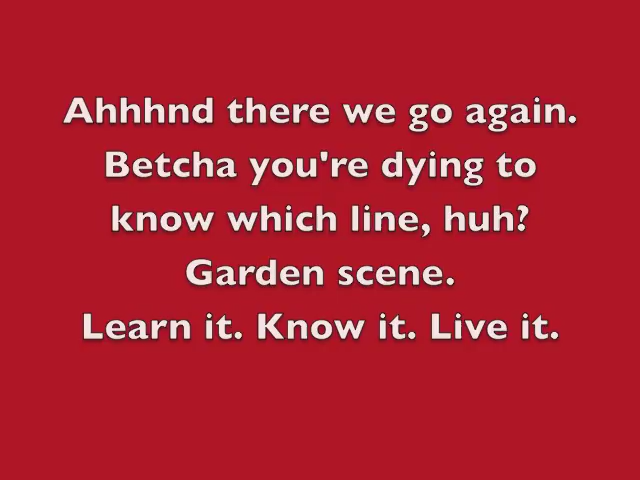 Ahhhnd there we go again.
Betcha you're dying to
know which line, huh?
Garden scene.
Learn it. Know it. Live it.